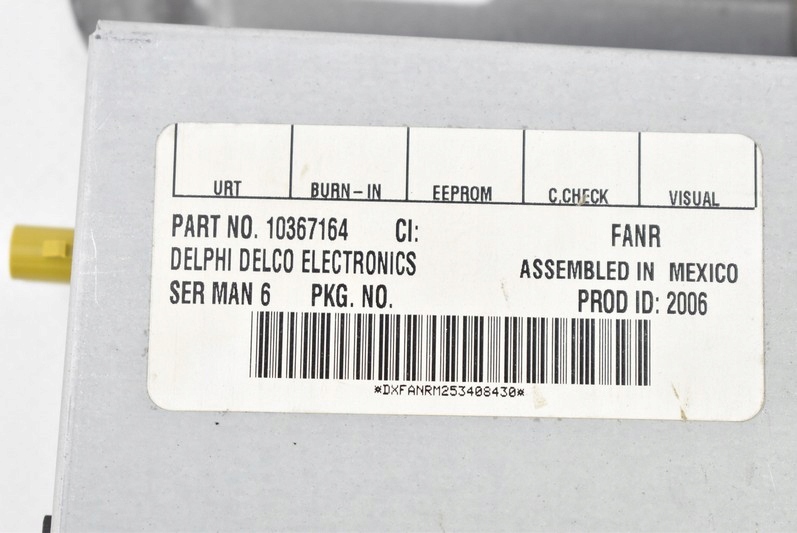 URT BURN-IN EEPROM C.CHECK VISUAL
PART NO. 10367164 CI: FANR
DELPHI DELCO ELECTRONICS ASSEMBLED IN MEXICO
SER MAN 6 PKG. NO. PROD ID: 2006
*DXFANRM253408430*